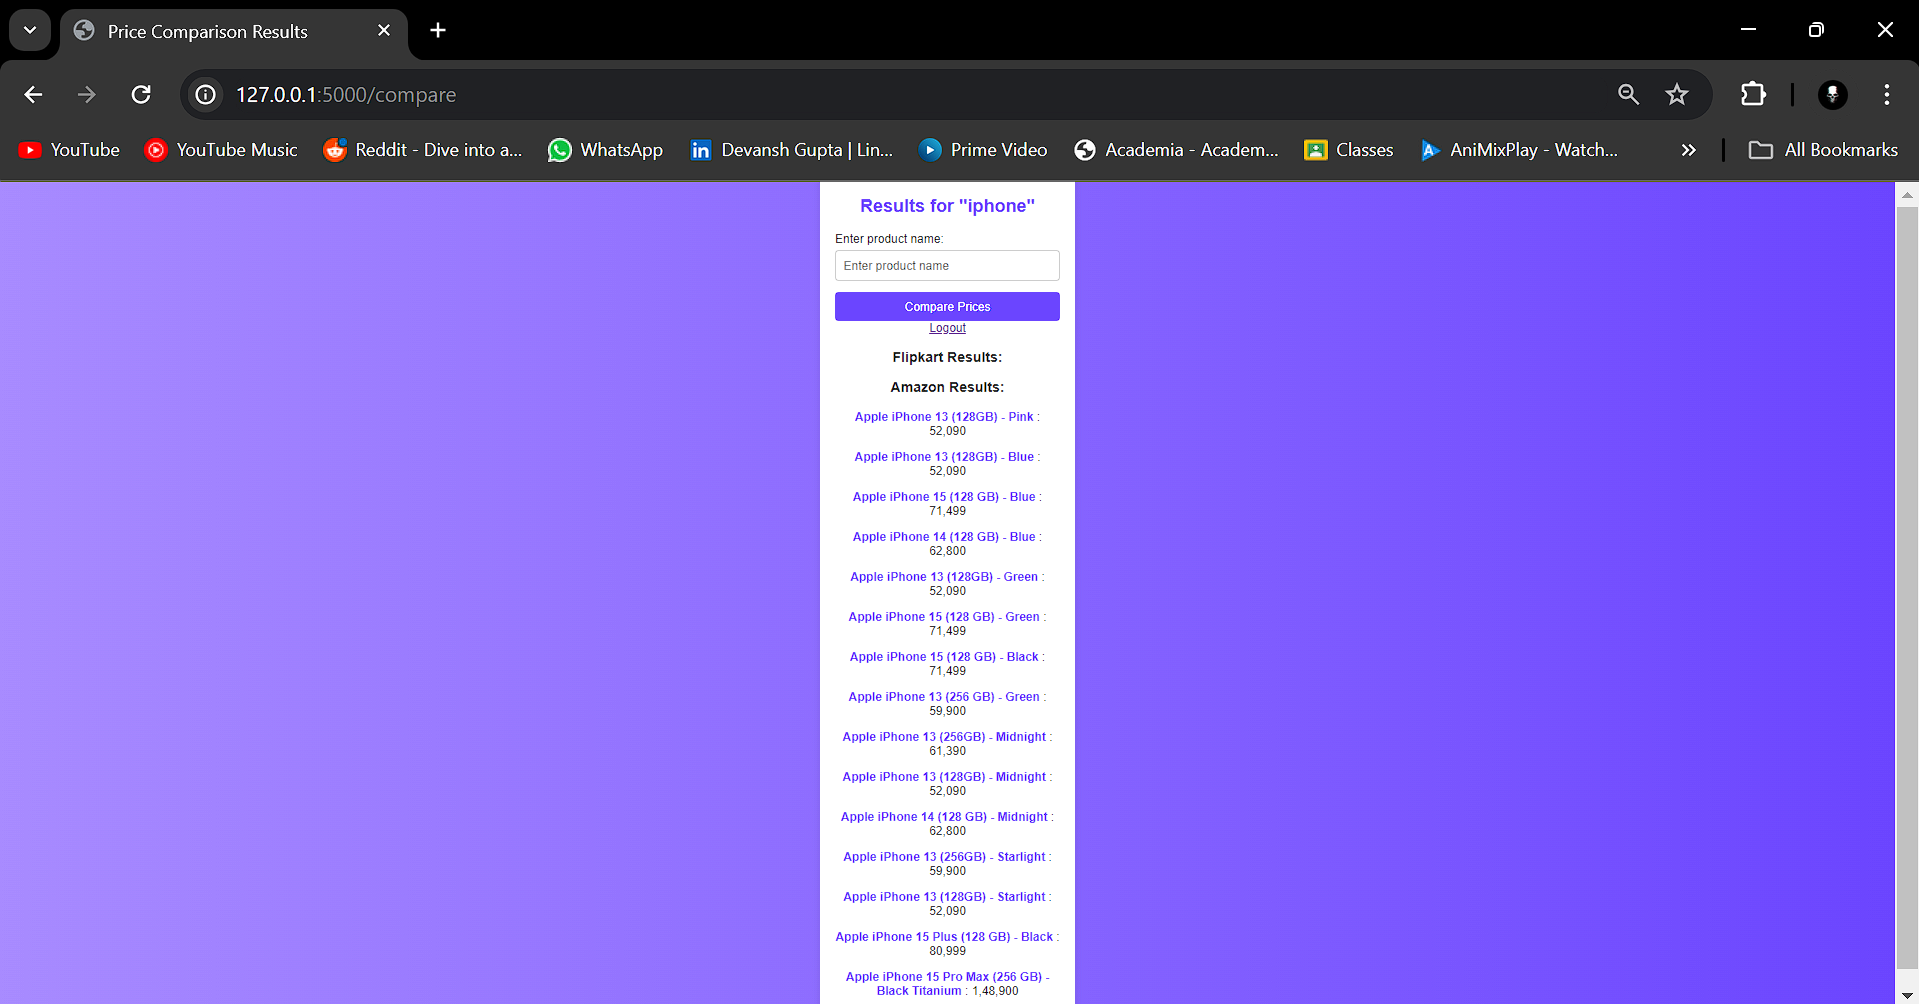 Price Comparison Results
127.0.0.1:5000/compare
YouTube
YouTube Music
Reddit - Dive into a...
WhatsApp
Devansh Gupta | Lin...
Prime Video
Academia - Academ...
Classes
AniMixPlay - Watch...
All Bookmarks
Results for "iphone"
Enter product name:
Enter product name
Compare Prices
Logout
Flipkart Results:
Amazon Results:
Apple iPhone 13 (128GB) - Pink :
52,090
Apple iPhone 13 (128GB) - Blue :
52,090
Apple iPhone 15 (128 GB) - Blue :
71,499
Apple iPhone 14 (128 GB) - Blue :
62,800
Apple iPhone 13 (128GB) - Green :
52,090
Apple iPhone 15 (128 GB) - Green :
71,499
Apple iPhone 15 (128 GB) - Black :
71,499
Apple iPhone 13 (256 GB) - Green :
59,900
Apple iPhone 13 (256GB) - Midnight :
61,390
Apple iPhone 13 (128GB) - Midnight :
52,090
Apple iPhone 14 (128 GB) - Midnight :
62,800
Apple iPhone 13 (256GB) - Starlight :
59,900
Apple iPhone 13 (128GB) - Starlight :
52,090
Apple iPhone 15 Plus (128 GB) - Black :
80,999
Apple iPhone 15 Pro Max (256 GB) -
Black Titanium : 1,48,900